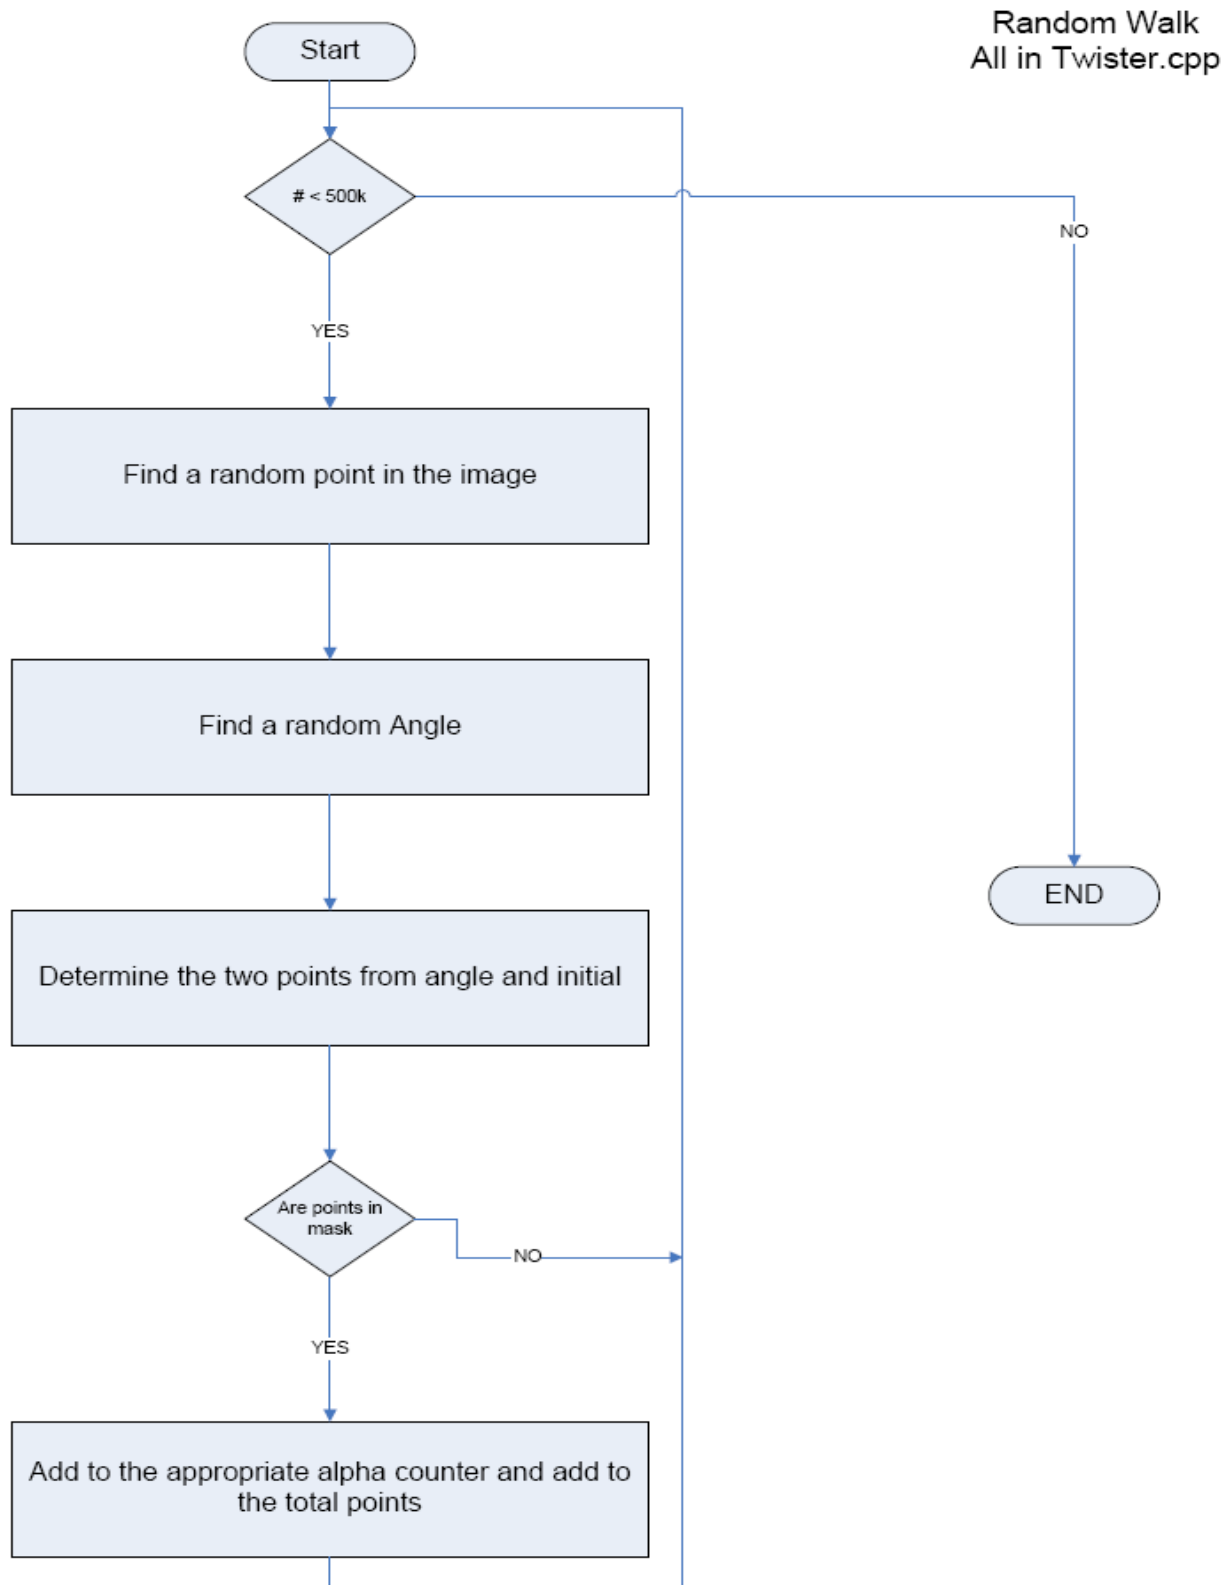 Random Walk
All in Twister.cpp
Start
# < 500k
NO
YES
Find a random point in the image
Find a random Angle
END
Determine the two points from angle and initial
Are points in
mask
NO
YES
Add to the appropriate alpha counter and add to
the total points